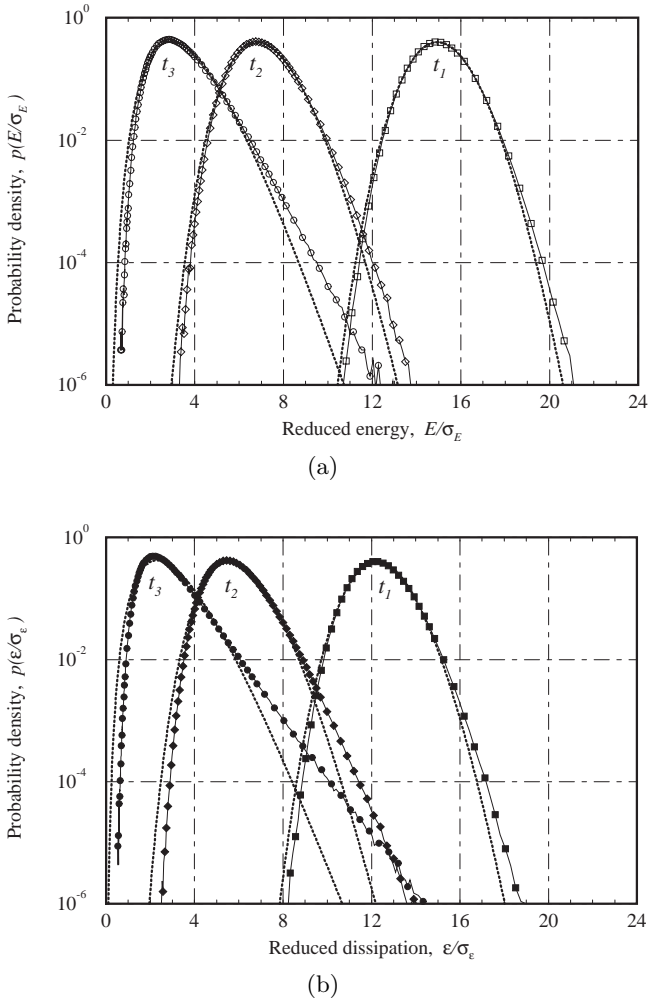 10^0
10^-2
10^-4
10^-6
Probability density, p(E/σ_E)
t_3
t_2
t_1
0 4 8 12 16 20 24
Reduced energy, E/σ_E
(a)
10^0
10^-2
10^-4
10^-6
Probability density, p(ε/σ_ε)
t_3
t_2
t_1
0 4 8 12 16 20 24
Reduced dissipation, ε/σ_ε
(b)